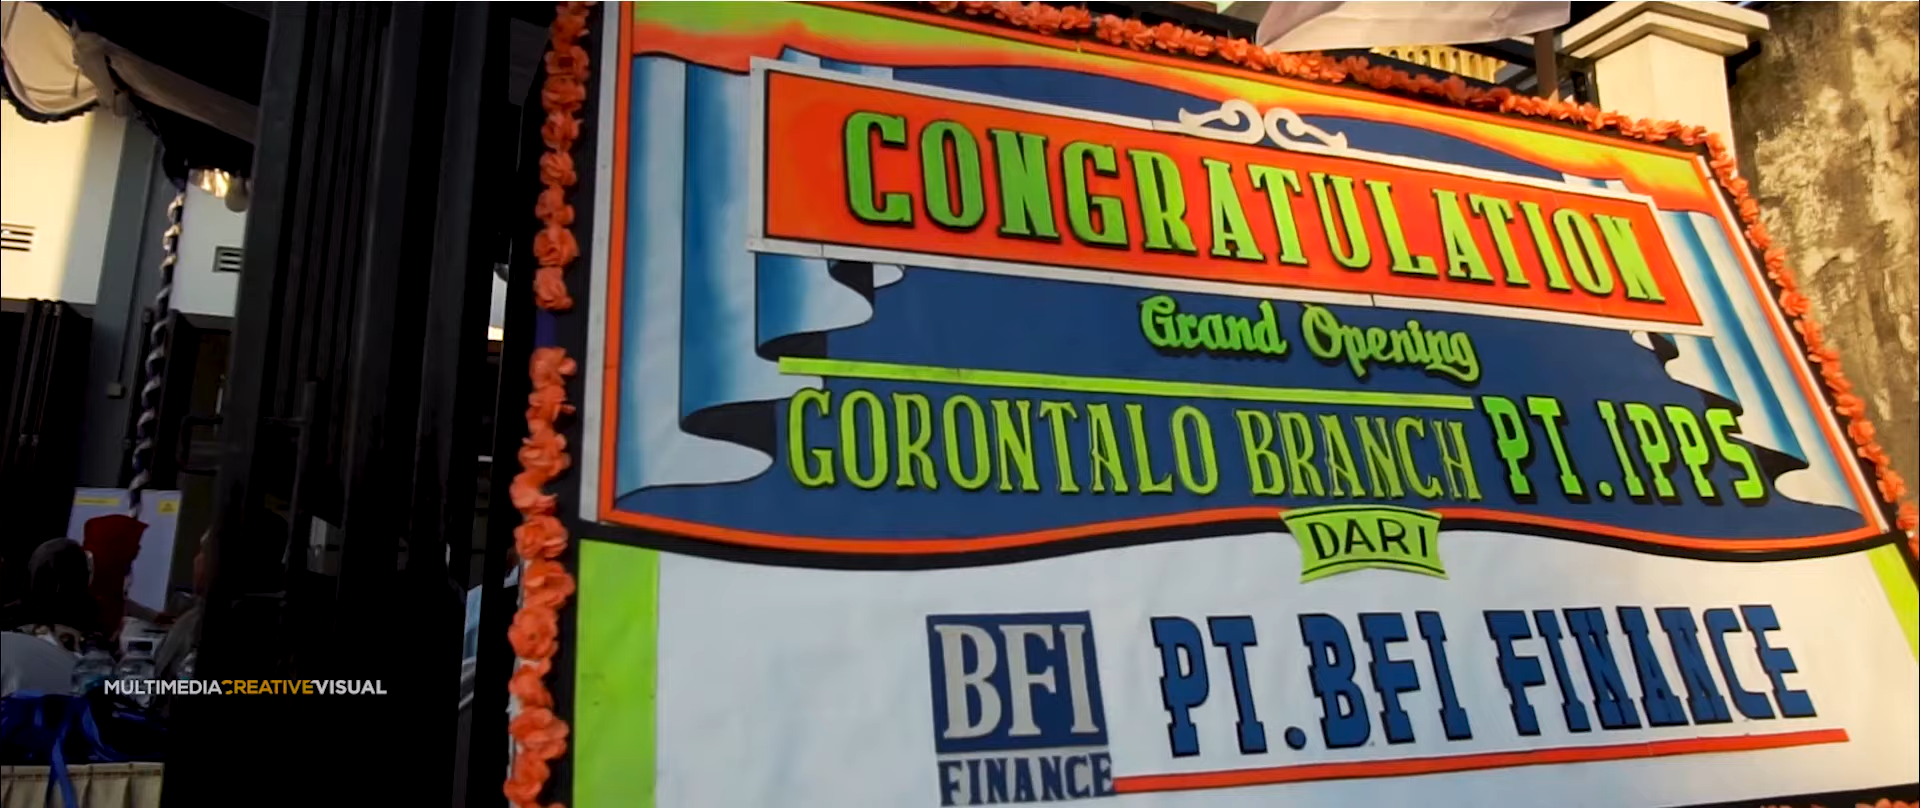 CONGRATULATION
Grand Opening
GORONTALO BRANCH PT.IPPS
DARI
BFI
FINANCE
PT.BFI FINANCE
MULTIMEDIACREATIVEVISUAL